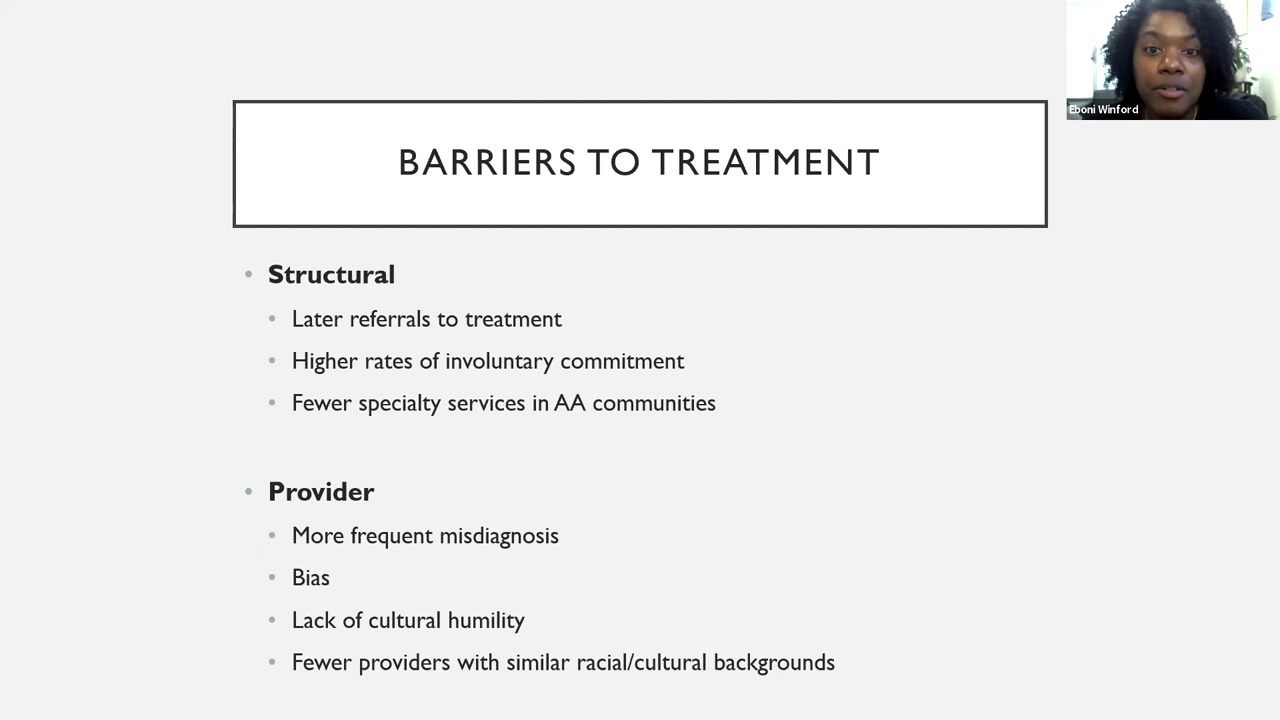 Eboni Winford
BARRIERS TO TREATMENT
• Structural
• Later referrals to treatment
• Higher rates of involuntary commitment
• Fewer specialty services in AA communities
• Provider
• More frequent misdiagnosis
• Bias
• Lack of cultural humility
• Fewer providers with similar racial/cultural backgrounds